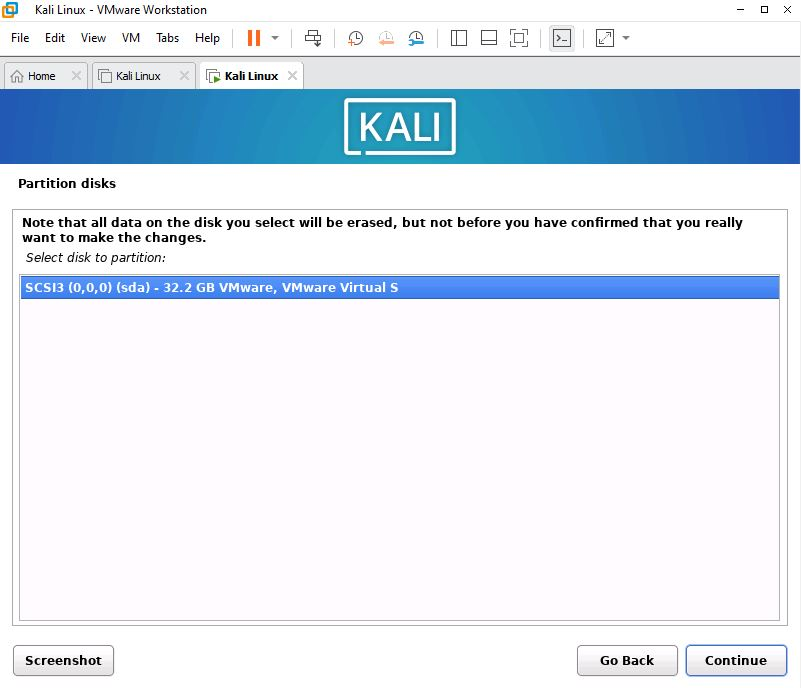 Kali Linux - VMware Workstation
File Edit View VM Tabs Help
Home Kali Linux Kali Linux
KALI
Partition disks
Note that all data on the disk you select will be erased, but not before you have confirmed that you really
want to make the changes.
Select disk to partition:
SCSI3 (0,0,0) (sda) - 32.2 GB VMware, VMware Virtual S
Screenshot Go Back Continue